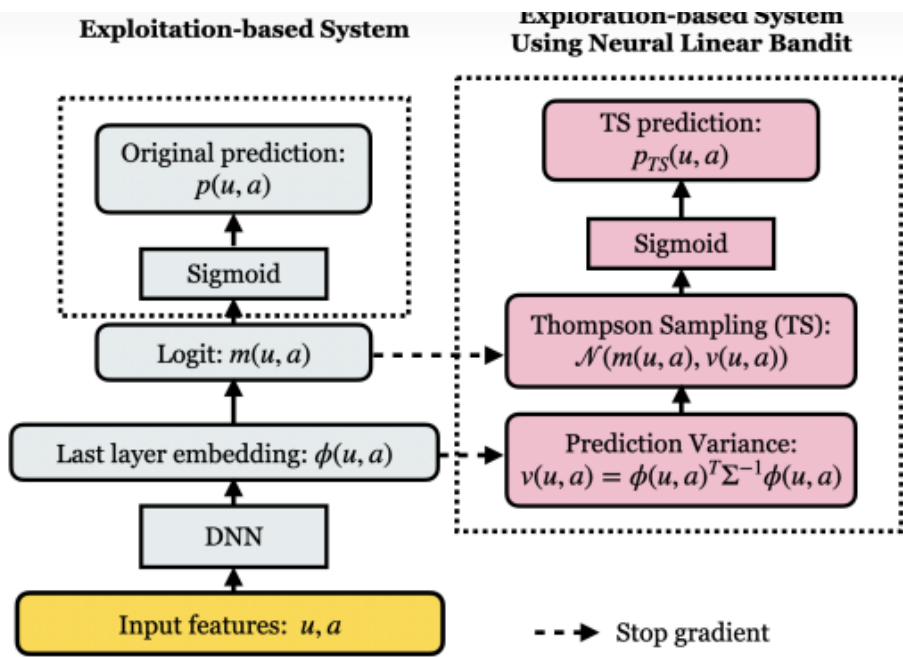 Exploitation-based System
Original prediction:
p(u, a)
Sigmoid
Logit: m(u, a)
Last layer embedding: ϕ(u, a)
DNN
Input features: u, a
Exploration-based System
Using Neural Linear Bandit
TS prediction:
p_TS(u, a)
Sigmoid
Thompson Sampling (TS):
𝒩(m(u, a), v(u, a))
Prediction Variance:
v(u, a) = ϕ(u, a)^T Σ^−1 ϕ(u, a)
Stop gradient